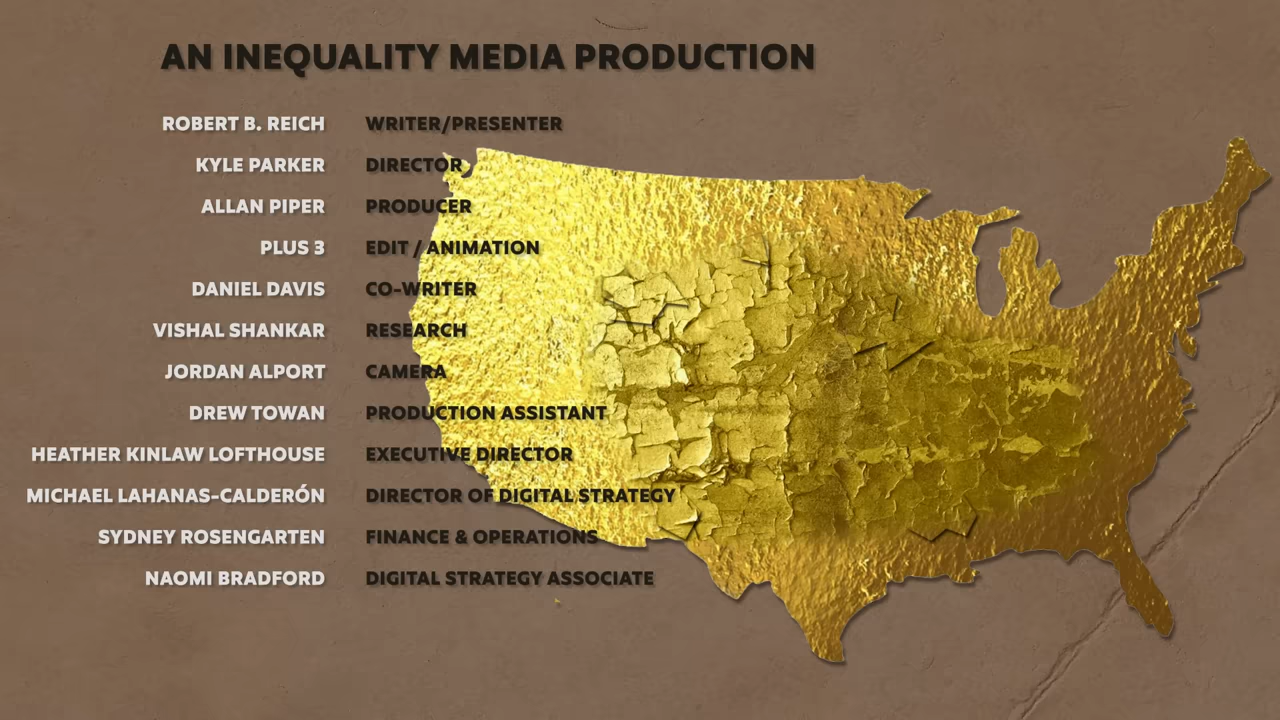 AN INEQUALITY MEDIA PRODUCTION
ROBERT B. REICH WRITER/PRESENTER
KYLE PARKER DIRECTOR
ALLAN PIPER PRODUCER
PLUS 3 EDIT / ANIMATION
DANIEL DAVIS CO-WRITER
VISHAL SHANKAR RESEARCH
JORDAN ALPORT CAMERA
DREW TOWAN PRODUCTION ASSISTANT
HEATHER KINLAW LOFTHOUSE EXECUTIVE DIRECTOR
MICHAEL LAHANAS-CALDERÓN DIRECTOR OF DIGITAL STRATEGY
SYDNEY ROSENGARTEN FINANCE & OPERATIONS
NAOMI BRADFORD DIGITAL STRATEGY ASSOCIATE